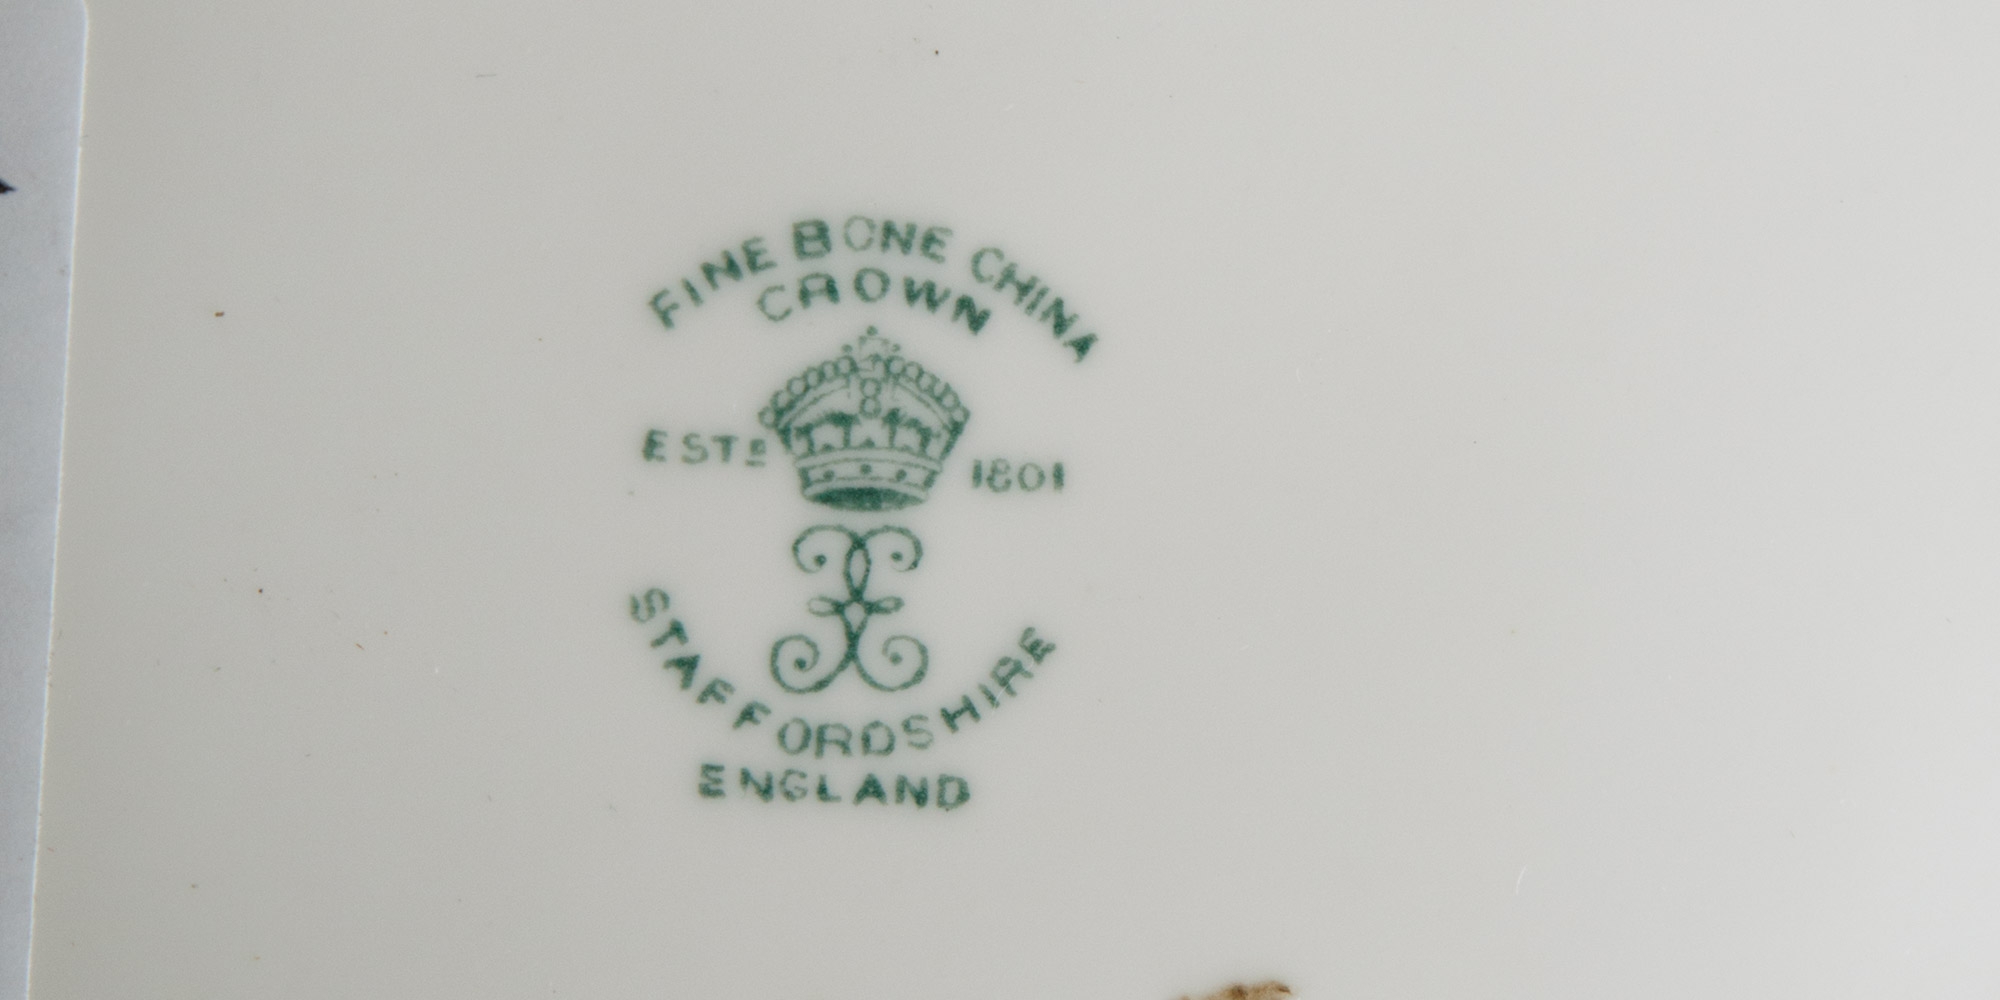 FINE BONE CHINA
CROWN
ESTD 1801
STAFFORDSHIRE
ENGLAND